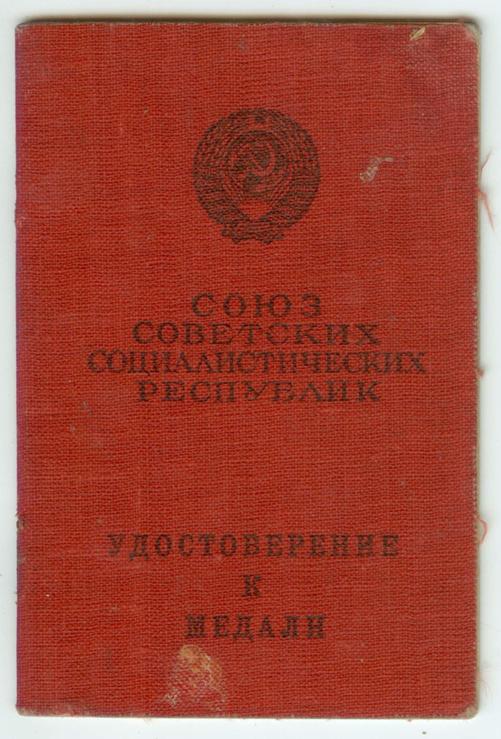 СОЮЗ
СОВЕТСКИХ
СОЦИАЛИСТИЧЕСКИХ
РЕСПУБЛИК
УДОСТОВЕРЕНИЕ
К
МЕДАЛИ